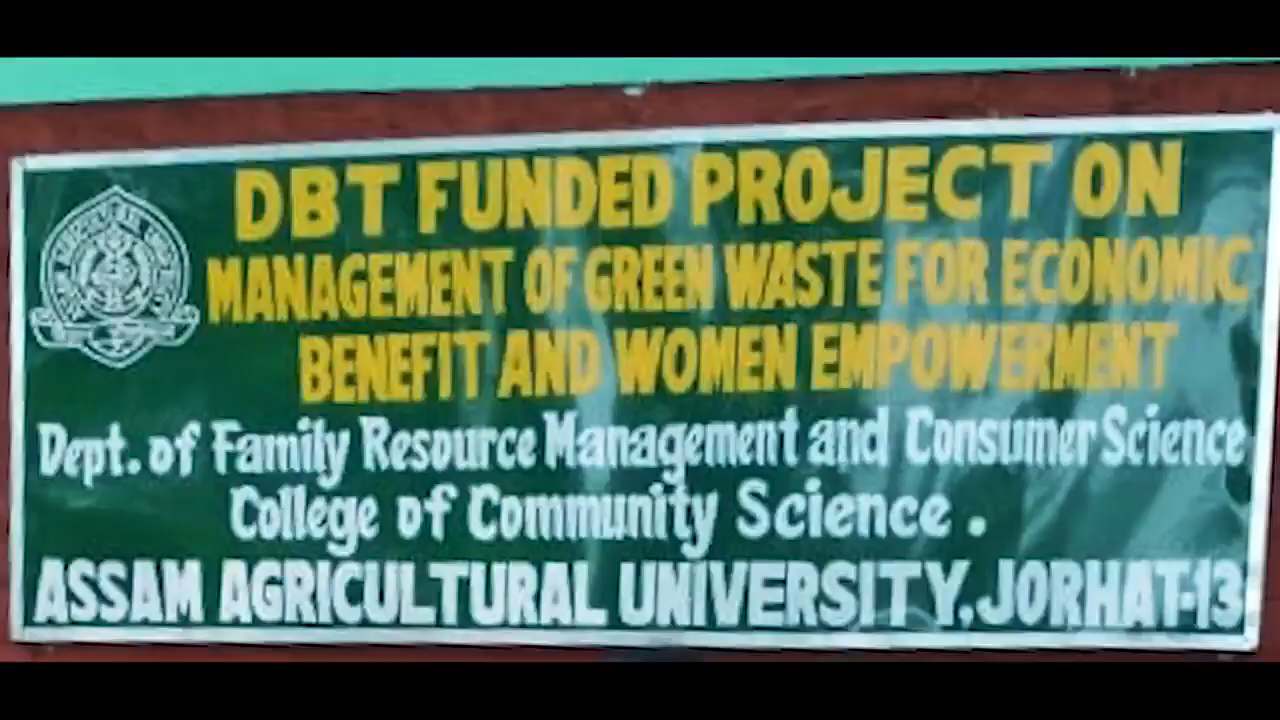 DBT FUNDED PROJECT ON
MANAGEMENT OF GREEN WASTE FOR ECONOMIC
BENEFIT AND WOMEN EMPOWERMENT
Dept. of Family Resource Management and Consumer Science
College of Community Science.
ASSAM AGRICULTURAL UNIVERSITY, JORHAT-13